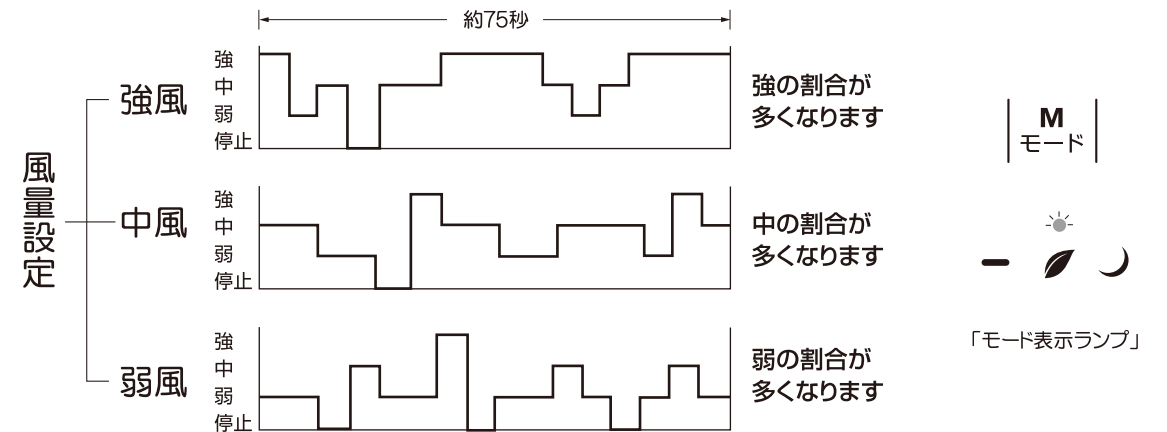 約75秒
風量設定
強風
強
中
弱
停止
強の割合が
多くなります
中風
強
中
弱
停止
中の割合が
多くなります
弱風
強
中
弱
停止
弱の割合が
多くなります
M
モード
「モード表示ランプ」